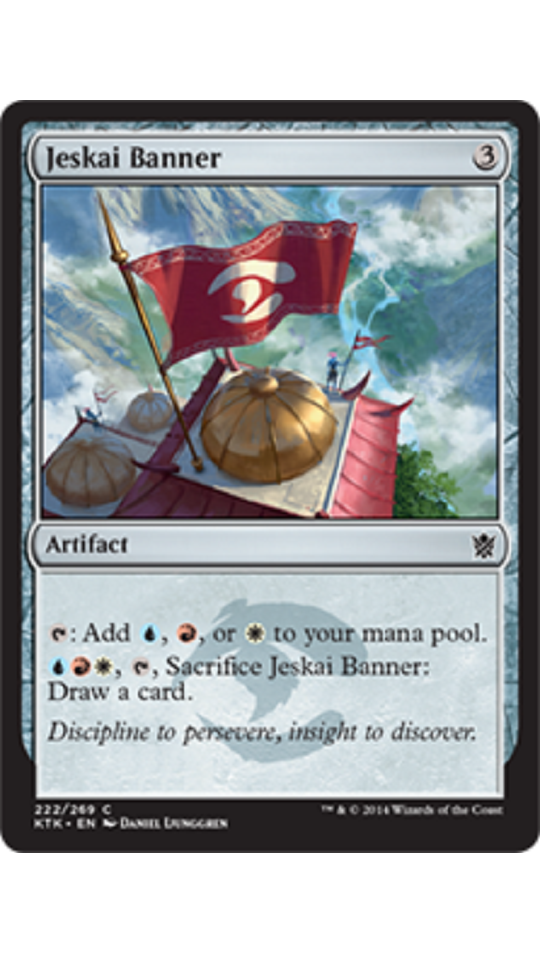 Jeskai Banner 3
Artifact
: Add , , or to your mana pool.
, , Sacrifice Jeskai Banner:
Draw a card.
Discipline to persevere, insight to discover.
222/269 C ™ & © 2014 Wizards of the Coast
KTK • EN Daniel Ljunggren